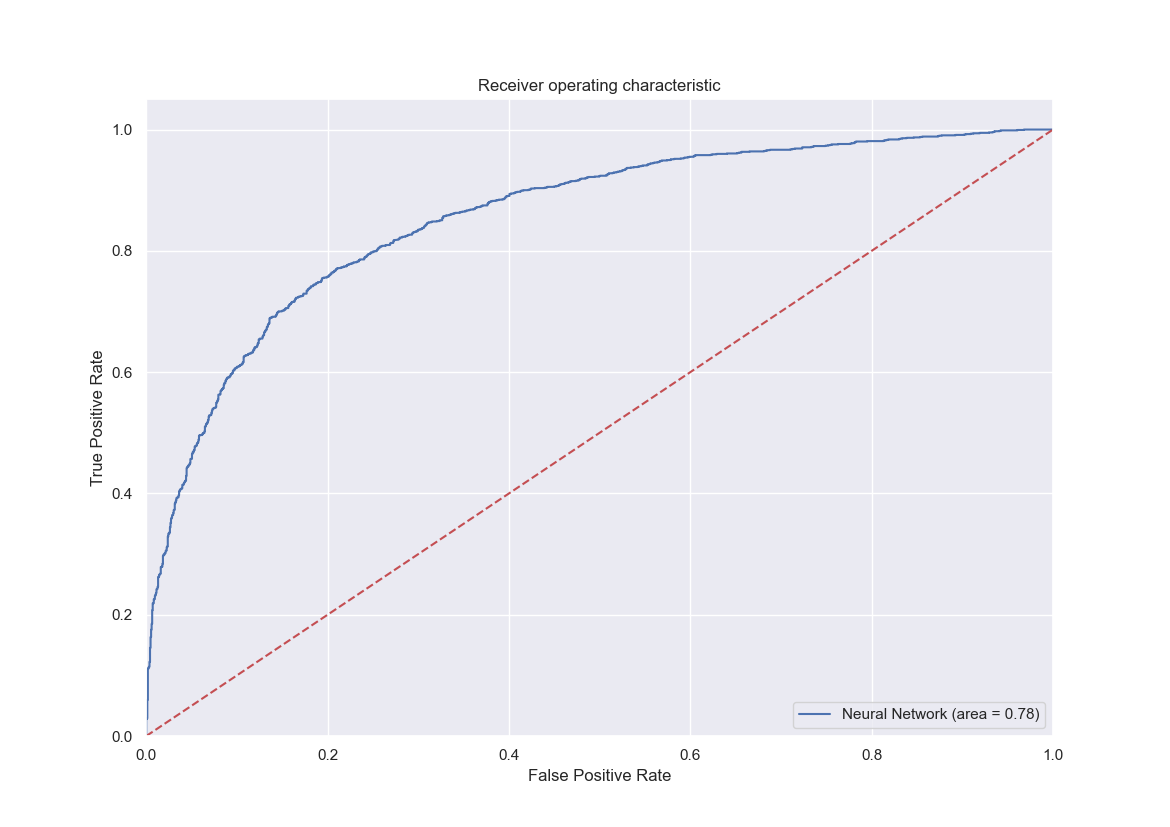 Receiver operating characteristic
1.0
0.8
0.6
0.4
0.2
0.0
True Positive Rate
Neural Network (area = 0.78)
0.0 0.2 0.4 0.6 0.8 1.0
False Positive Rate